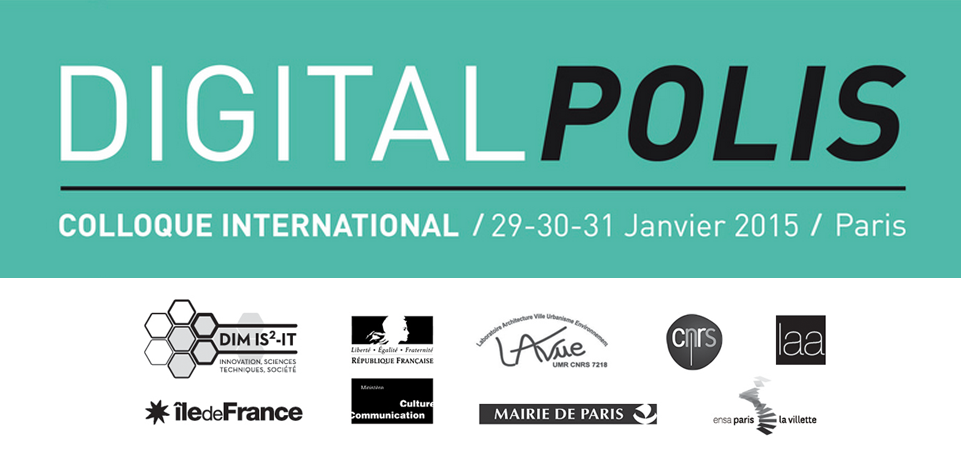 DIGITALPOLIS
COLLOQUE INTERNATIONAL / 29-30-31 Janvier 2015 / Paris
DIM IS²-IT
INNOVATION, SCIENCES
TECHNIQUES, SOCIÉTÉ
Liberté • Égalité • Fraternité
RÉPUBLIQUE FRANÇAISE
Laboratoire Architecture Ville Urbanisme Environnement
LAVue
UMR CNRS 7218
cnrs
laa
îledeFrance
Ministère
Culture
Communication
MAIRIE DE PARIS
ensa paris la villette